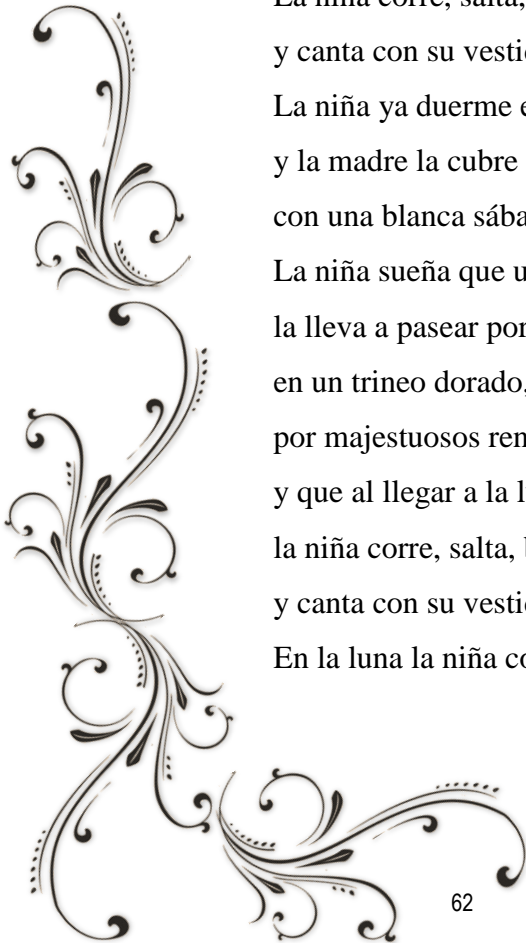 La niña corre, salta,
y canta con su
La niña ya duerme
y la madre la cubre
con una blanca
La niña sueña que
la lleva a pasear por
en un trineo dorado,
por majestuosos
y que al llegar a la
la niña corre, salta,
y canta con su
En la luna la niña
62